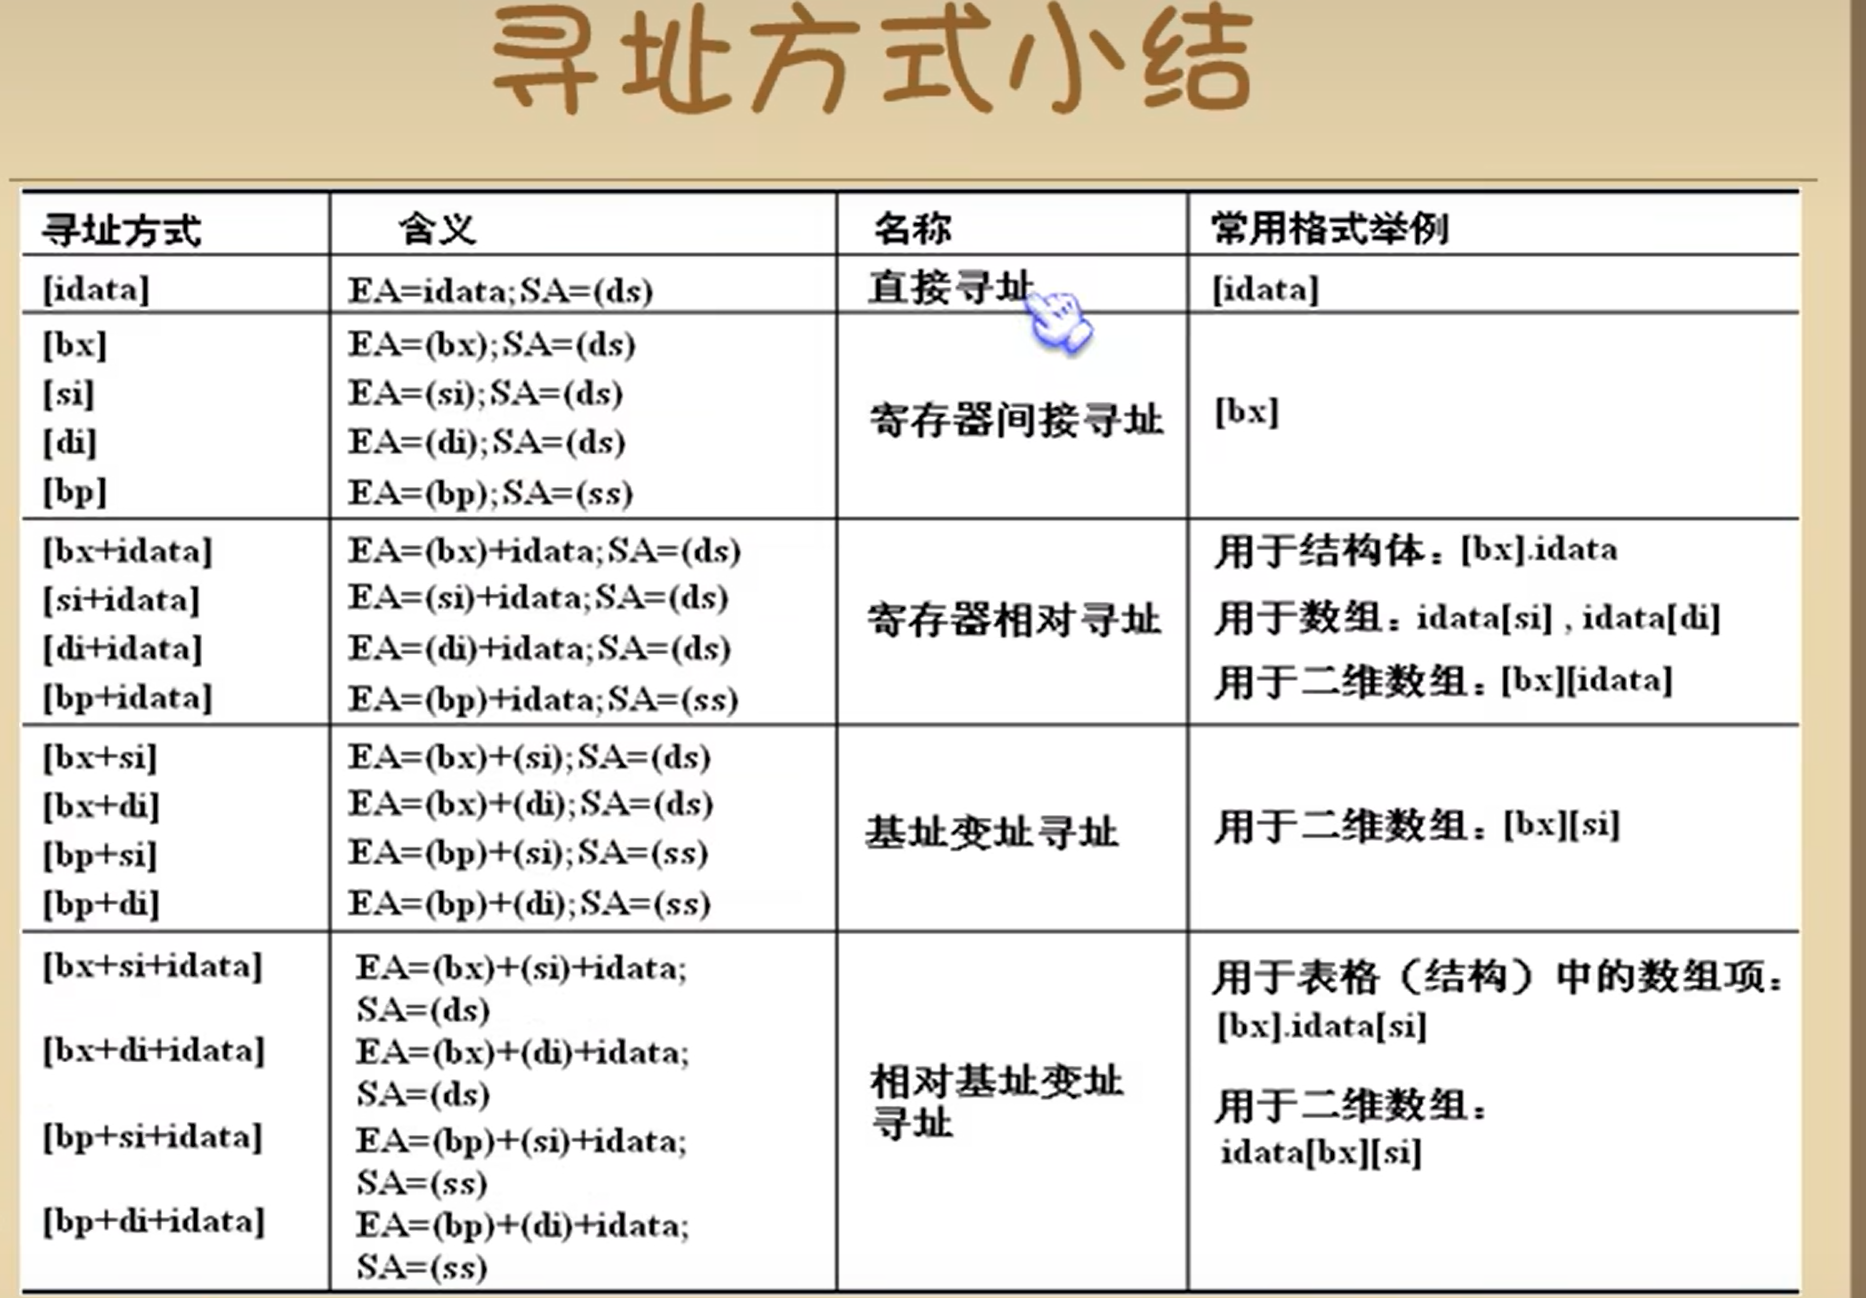 寻址方式小结
寻址方式 含义 名称 常用格式举例
[idata] EA=idata;SA=(ds) 直接寻址 [idata]
[bx] EA=(bx);SA=(ds)
[si] EA=(si);SA=(ds)
寄存器间接寻址 [bx]
[di] EA=(di);SA=(ds)
[bp] EA=(bp);SA=(ss)
[bx+idata] EA=(bx)+idata;SA=(ds) 用于结构体：[bx].idata
[si+idata] EA=(si)+idata;SA=(ds)
寄存器相对寻址 用于数组：idata[si] , idata[di]
[di+idata] EA=(di)+idata;SA=(ds)
[bp+idata] EA=(bp)+idata;SA=(ss) 用于二维数组：[bx][idata]
[bx+si] EA=(bx)+(si);SA=(ds)
[bx+di] EA=(bx)+(di);SA=(ds)
基址变址寻址 用于二维数组：[bx][si]
[bp+si] EA=(bp)+(si);SA=(ss)
[bp+di] EA=(bp)+(di);SA=(ss)
[bx+si+idata] EA=(bx)+(si)+idata; 用于表格（结构）中的数组项：
SA=(ds) [bx].idata[si]
[bx+di+idata] EA=(bx)+(di)+idata;
SA=(ds) 相对基址变址 用于二维数组：
寻址
[bp+si+idata] EA=(bp)+(si)+idata; idata[bx][si]
SA=(ss)
[bp+di+idata] EA=(bp)+(di)+idata;
SA=(ss)